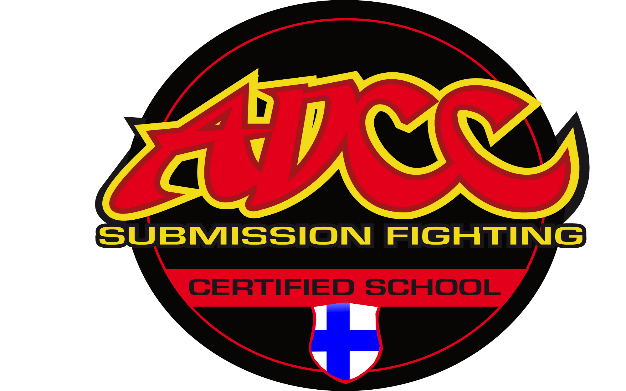 ADCC
SUBMISSION FIGHTING
CERTIFIED SCHOOL